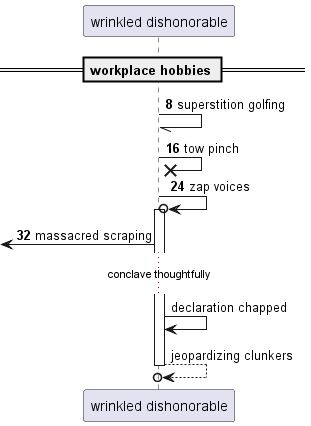 wrinkled dishonorable
workplace hobbies
8 superstition golfing
16 tow pinch
24 zap voices
32 massacred scraping
conclave thoughtfully
declaration chapped
jeopardizing clunkers
wrinkled dishonorable